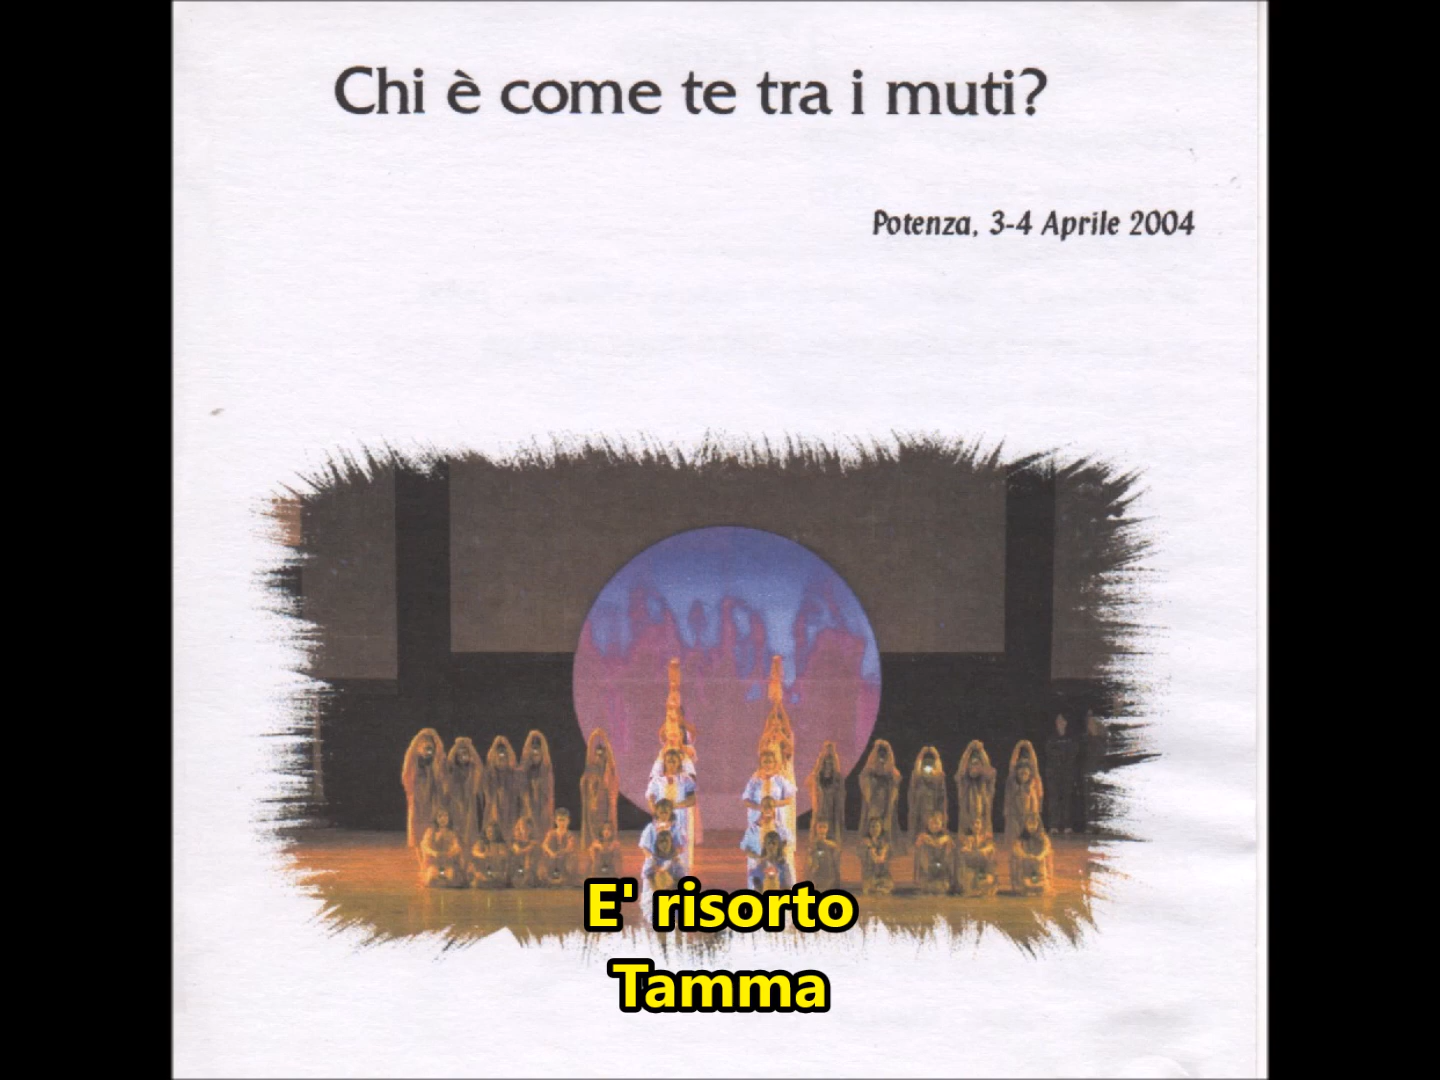 Chi è come te tra i muti?
Potenza, 3-4 Aprile 2004
E' risorto
Tamma